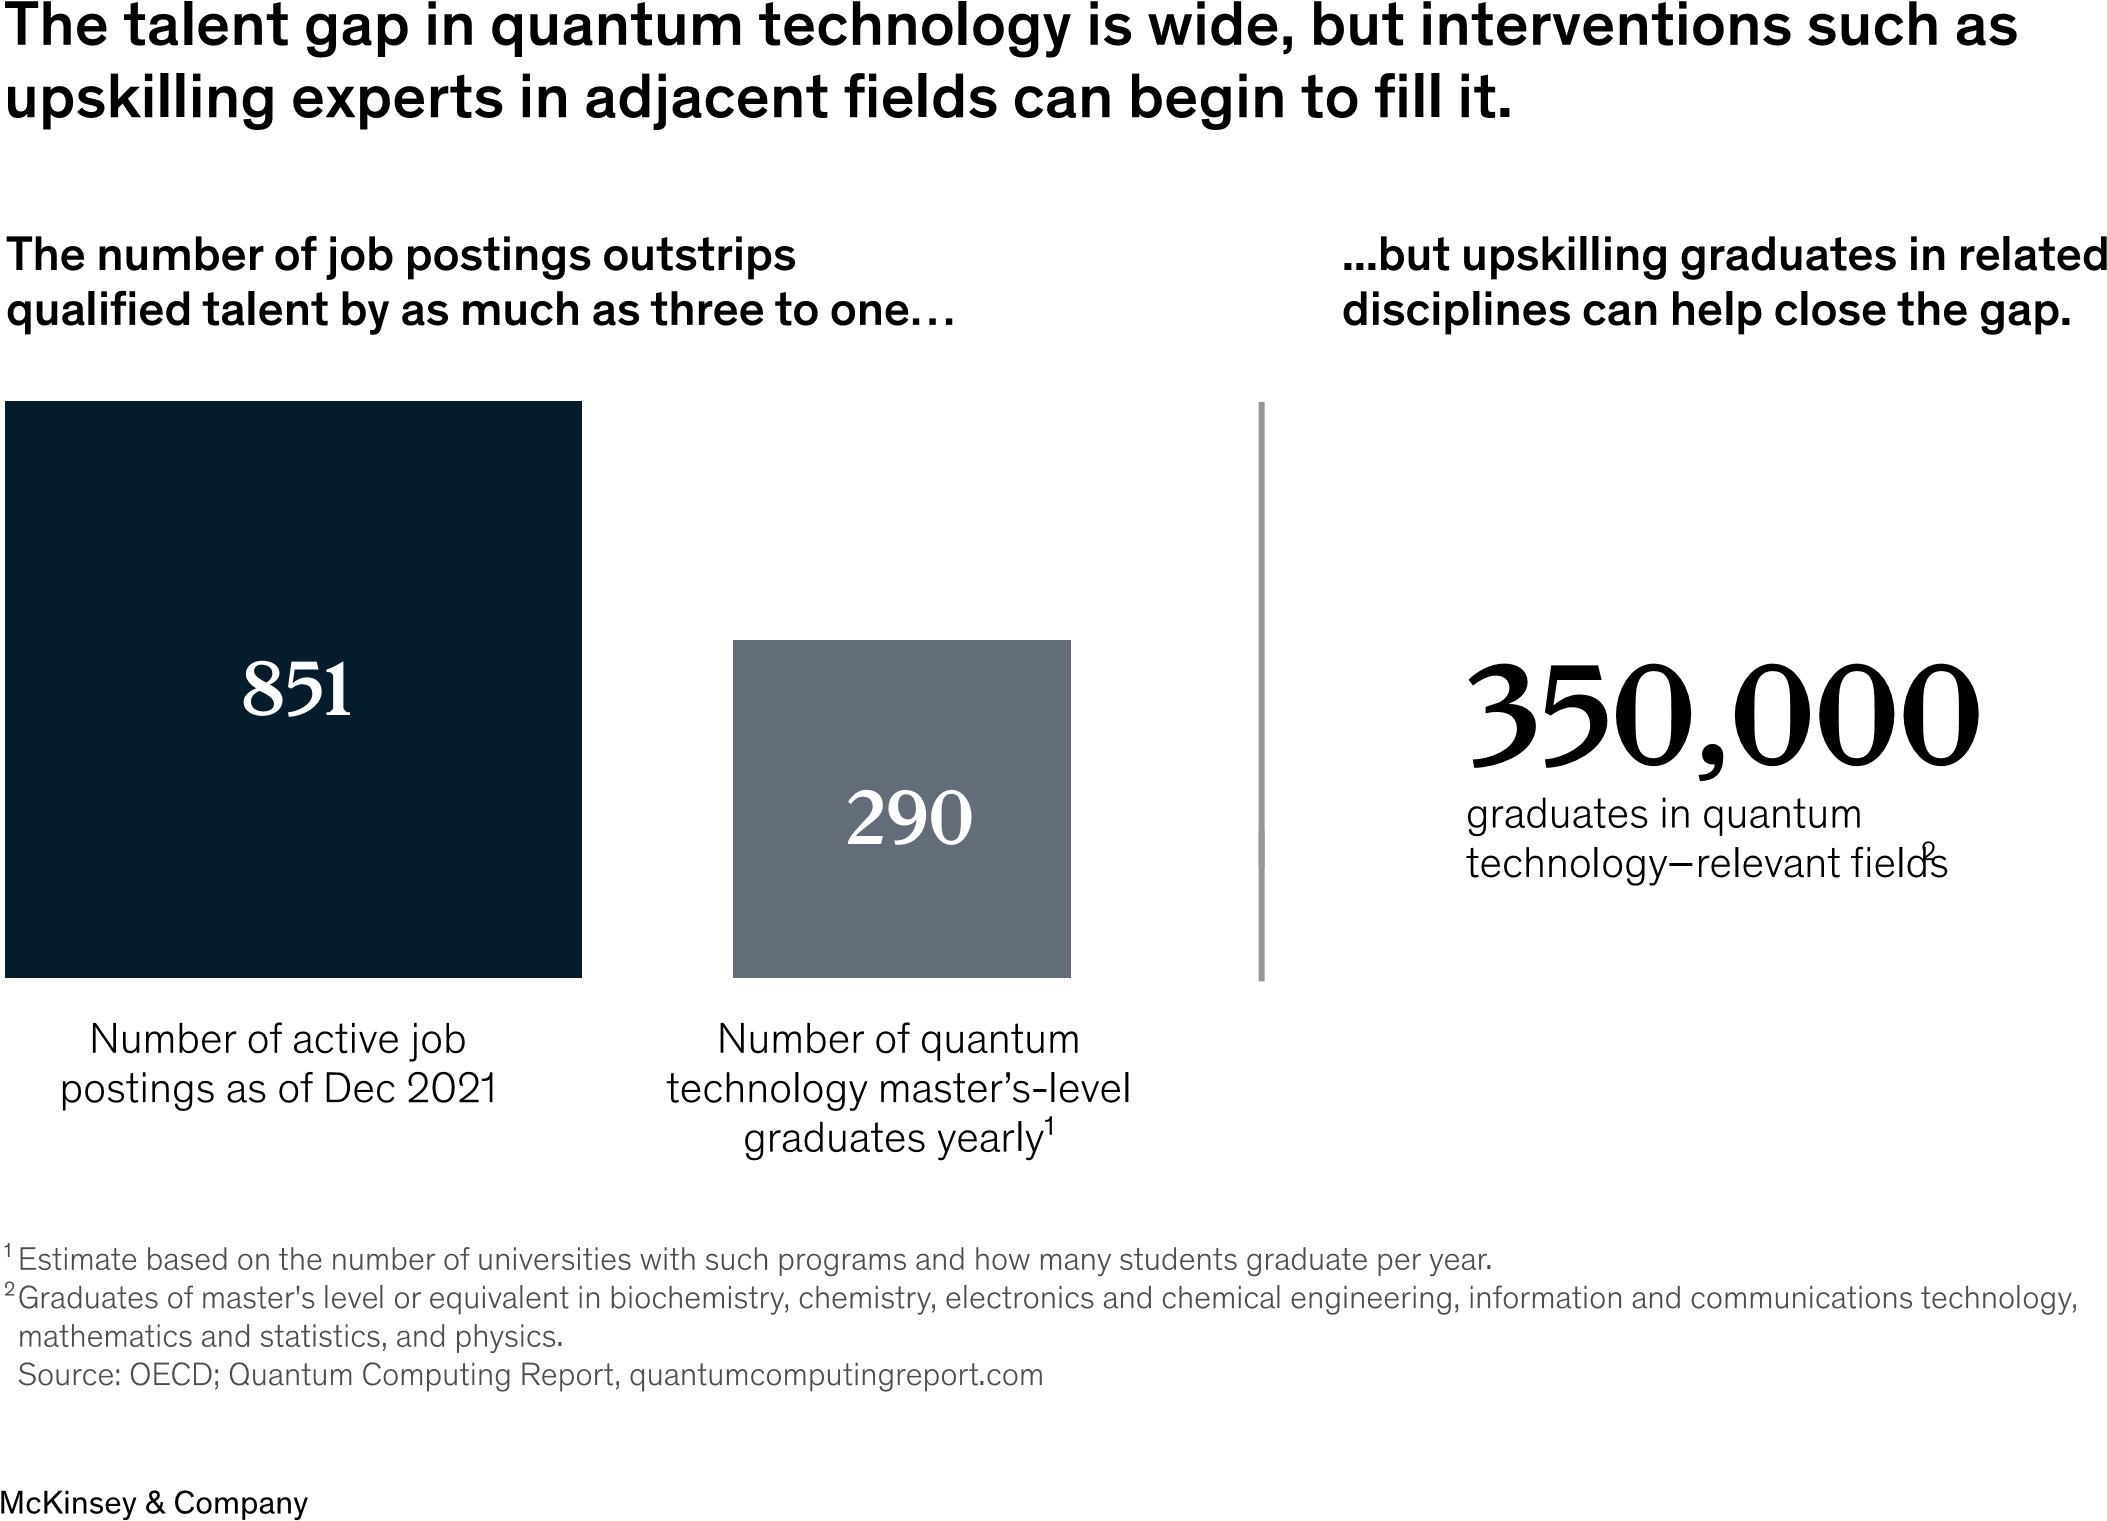 The talent gap in quantum technology is wide, but interventions such as
upskilling experts in adjacent fields can begin to fill it.
The number of job postings outstrips
qualified talent by as much as three to one…
...but upskilling graduates in related
disciplines can help close the gap.
851
290
350,000
graduates in quantum
technology–relevant fields²
Number of active job
postings as of Dec 2021
Number of quantum
technology master’s-level
graduates yearly¹
¹ Estimate based on the number of universities with such programs and how many students graduate per year.
² Graduates of master's level or equivalent in biochemistry, chemistry, electronics and chemical engineering, information and communications technology,
mathematics and statistics, and physics.
Source: OECD; Quantum Computing Report, quantumcomputingreport.com
McKinsey & Company